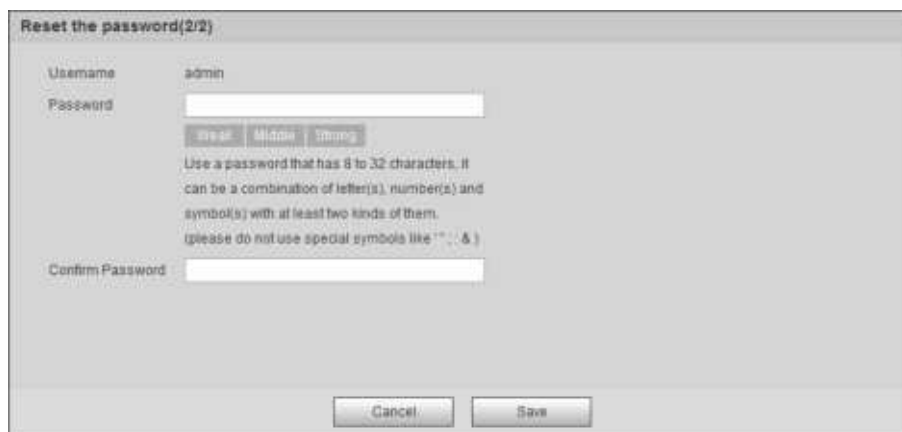 Reset the password(2/2)
Username admin
Password
Weak Middle Strong
Use a password that has 8 to 32 characters, it
can be a combination of letter(s), number(s) and
symbol(s) with at least two kinds of them.
(please do not use special symbols like ' " ; : & )
Confirm Password
Cancel Save